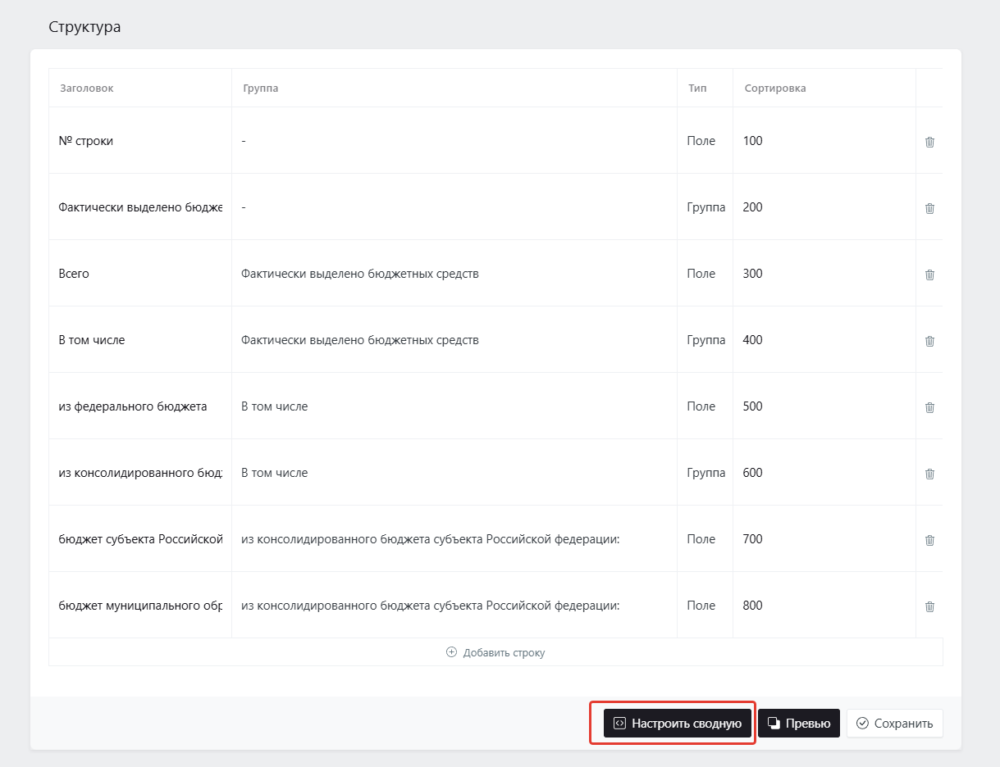 Структура
Заголовок Группа Тип Сортировка
№ строки - Поле 100
Фактически выделено бюдже - Группа 200
Всего Фактически выделено бюджетных средств Поле 300
В том числе Фактически выделено бюджетных средств Группа 400
из федерального бюджета В том числе Поле 500
из консолидированного бюд В том числе Группа 600
бюджет субъекта Российской из консолидированного бюджета субъекта Российской федерации: Поле 700
бюджет муниципального обр из консолидированного бюджета субъекта Российской федерации: Поле 800
Добавить строку
Настроить сводную Превью Сохранить